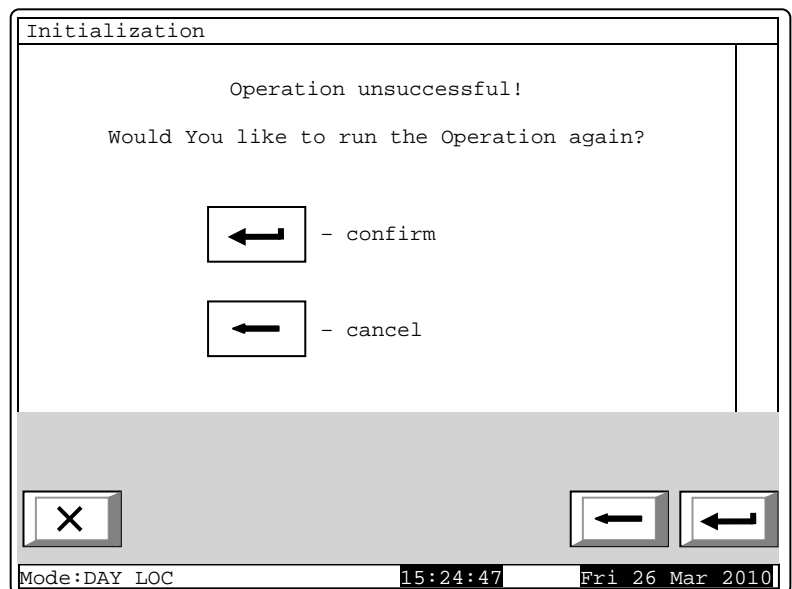 Initialization
Operation unsuccessful!
Would You like to run the Operation again?
- confirm
- cancel
Mode:DAY LOC 15:24:47 Fri 26 Mar 2010